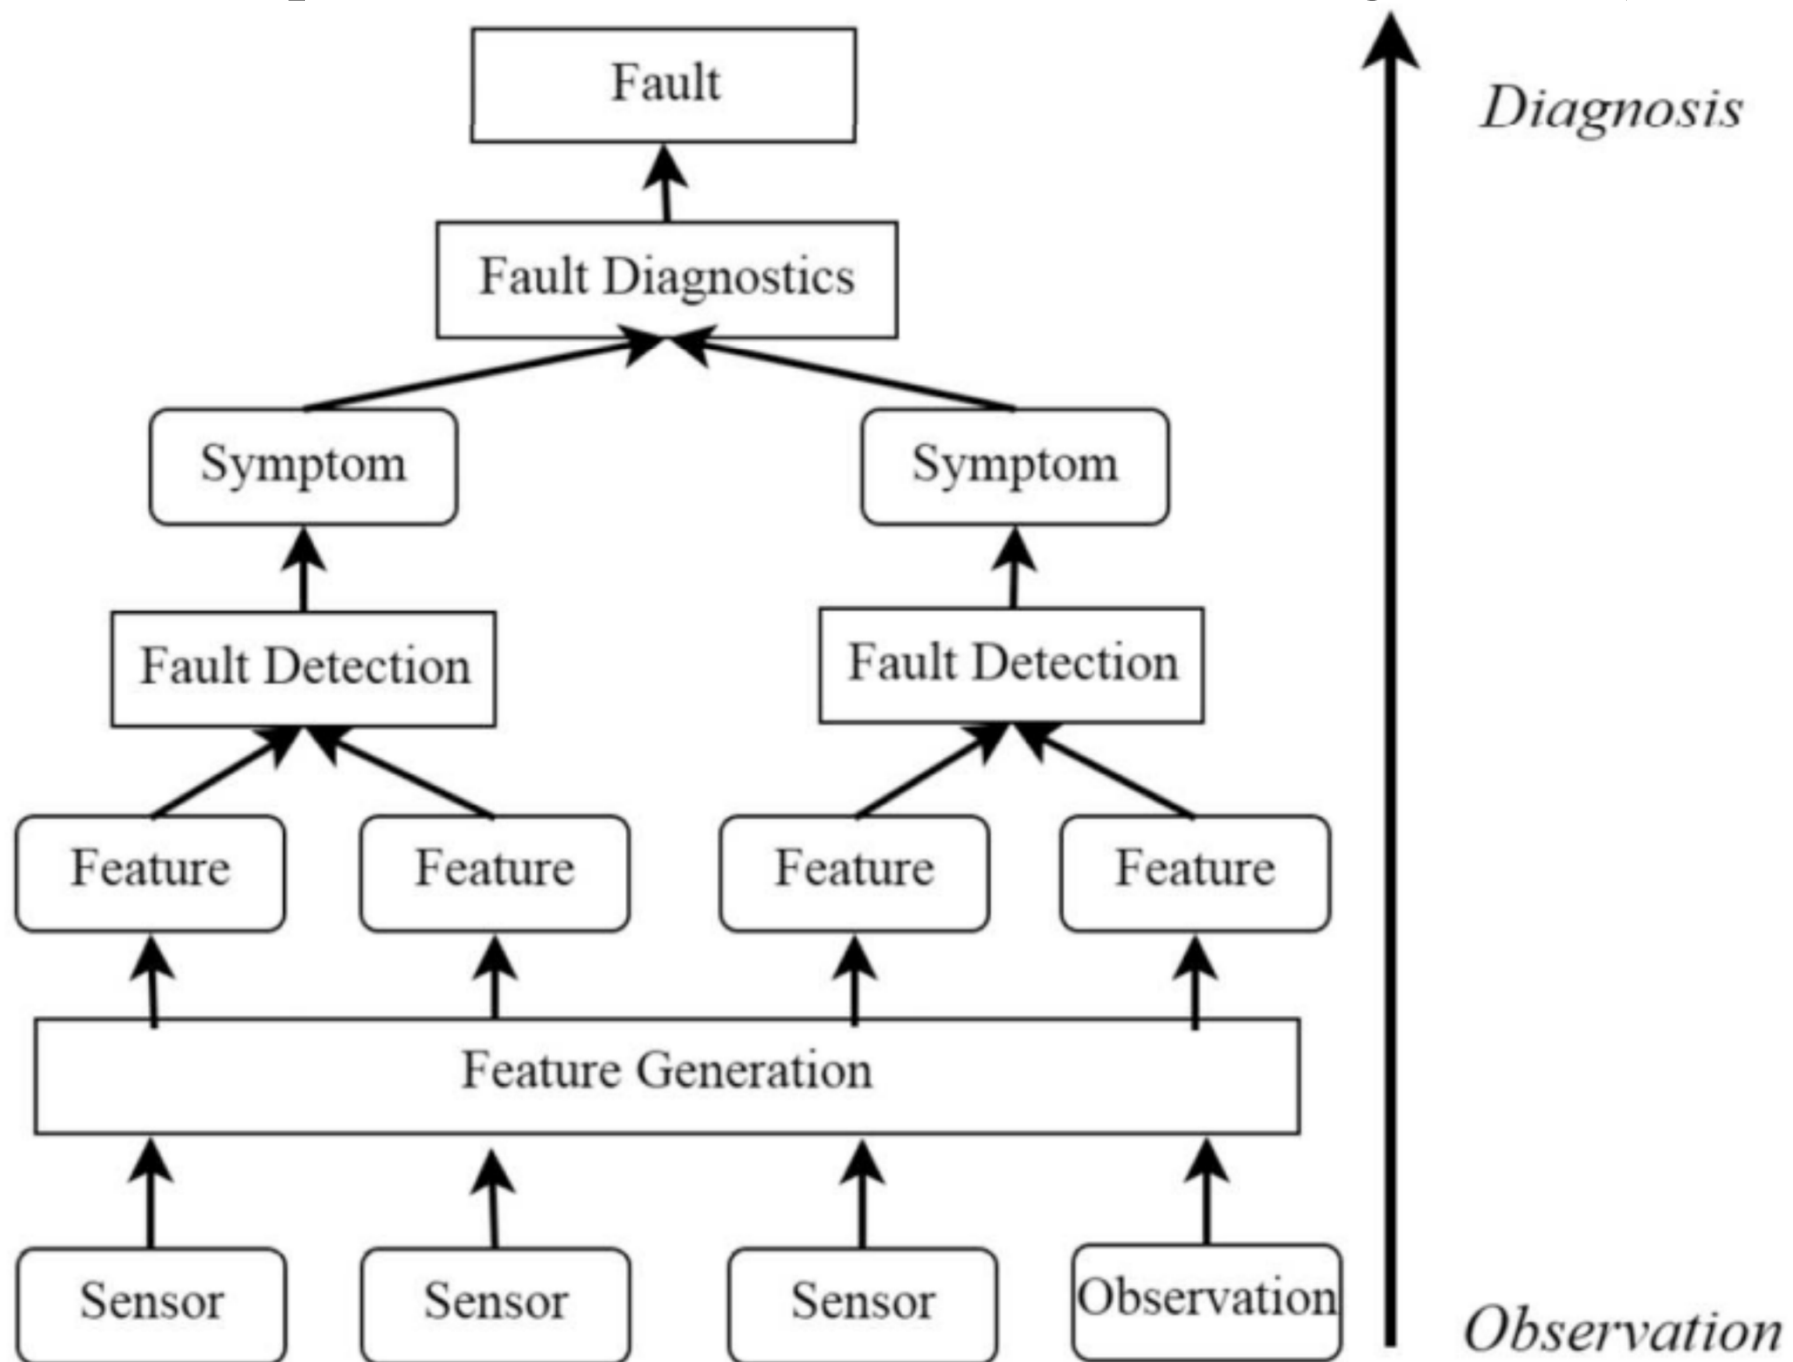 Fault
Diagnosis
Fault Diagnostics
Symptom
Symptom
Fault Detection
Fault Detection
Feature
Feature
Feature
Feature
Feature Generation
Sensor
Sensor
Sensor
Observation
Observation